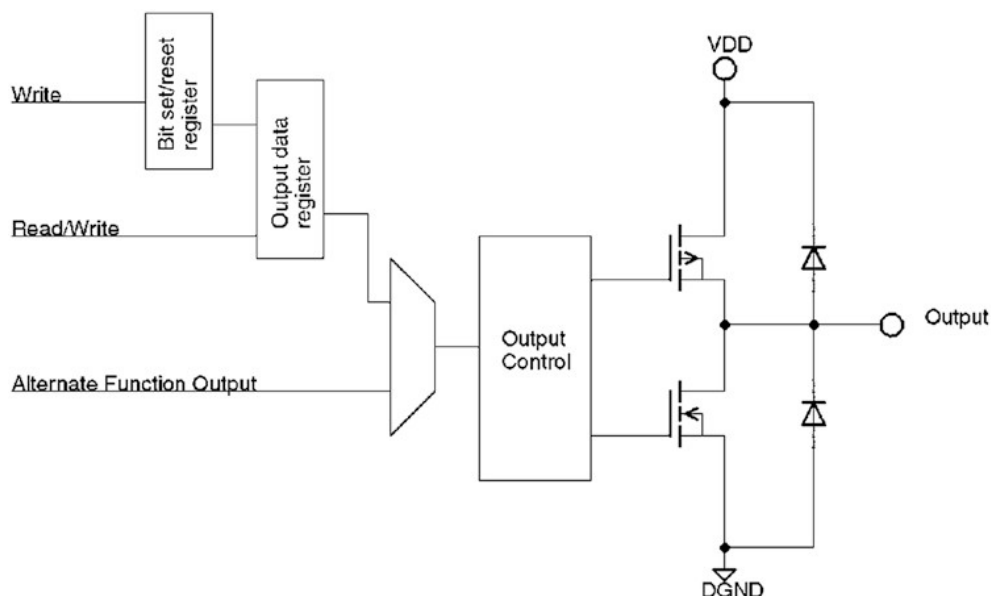 VDD
Write
Bit set/reset
register
Output data
register
Read/Write
Output
Output
Control
Alternate Function Output
DGND